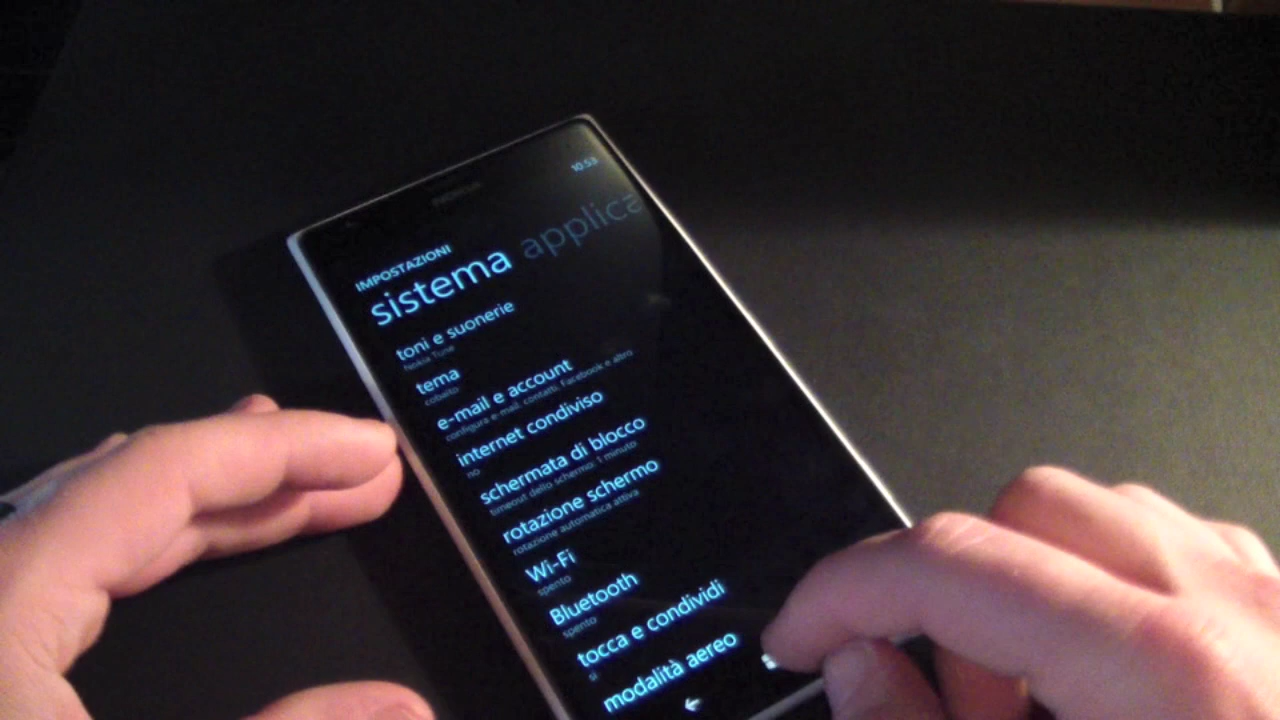 NOKIA
10:53
IMPOSTAZIONI
sistema applica
toni e suonerie
Nokia Tune
tema
cobalto
e-mail e account
configura e-mail, contatti, Facebook e altro
internet condiviso
no
schermata di blocco
timeout dello schermo: 1 minuto
rotazione schermo
rotazione automatica attiva
Wi-Fi
spento
Bluetooth
spento
tocca e condividi
sì
modalità aereo